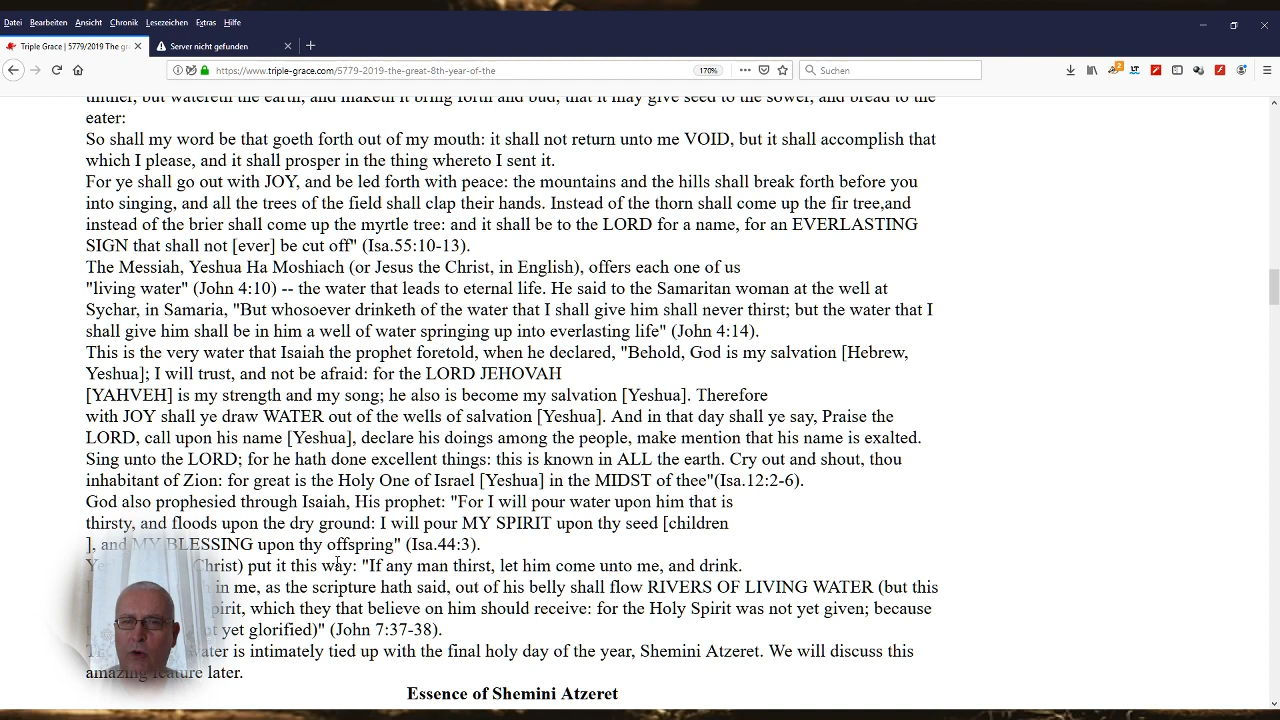 Datei Bearbeiten Ansicht Chronik Lesezeichen Extras Hilfe
Triple Grace | 5779/2019 The gr
Server nicht gefunden
https://www.triple-grace.com/5779-2019-the-great-8th-year-of-the
170%
Suchen
thither, but watereth the earth, and maketh it bring forth and bud, that it may give seed to the sower, and bread to the
eater:
So shall my word be that goeth forth out of my mouth: it shall not return unto me VOID, but it shall accomplish that
which I please, and it shall prosper in the thing whereto I sent it.
For ye shall go out with JOY, and be led forth with peace: the mountains and the hills shall break forth before you
into singing, and all the trees of the field shall clap their hands. Instead of the thorn shall come up the fir tree,and
instead of the brier shall come up the myrtle tree: and it shall be to the LORD for a name, for an EVERLASTING
SIGN that shall not [ever] be cut off" (Isa.55:10-13).
The Messiah, Yeshua Ha Moshiach (or Jesus the Christ, in English), offers each one of us
"living water" (John 4:10) -- the water that leads to eternal life. He said to the Samaritan woman at the well at
Sychar, in Samaria, "But whosoever drinketh of the water that I shall give him shall never thirst; but the water that I
shall give him shall be in him a well of water springing up into everlasting life" (John 4:14).
This is the very water that Isaiah the prophet foretold, when he declared, "Behold, God is my salvation [Hebrew,
Yeshua]; I will trust, and not be afraid: for the LORD JEHOVAH
[YAHVEH] is my strength and my song; he also is become my salvation [Yeshua]. Therefore
with JOY shall ye draw WATER out of the wells of salvation [Yeshua]. And in that day shall ye say, Praise the
LORD, call upon his name [Yeshua], declare his doings among the people, make mention that his name is exalted.
Sing unto the LORD; for he hath done excellent things: this is known in ALL the earth. Cry out and shout, thou
inhabitant of Zion: for great is the Holy One of Israel [Yeshua] in the MIDST of thee"(Isa.12:2-6).
God also prophesied through Isaiah, His prophet: "For I will pour water upon him that is
thirsty, and floods upon the dry ground: I will pour MY SPIRIT upon thy seed [children
], and MY BLESSING upon thy offspring" (Isa.44:3).
Christ) put it this way: "If any man thirst, let him come unto me, and drink.
in me, as the scripture hath said, out of his belly shall flow RIVERS OF LIVING WATER (but this
which they that believe on him should receive: for the Holy Spirit was not yet given; because
yet glorified)" (John 7:37-38).
water is intimately tied up with the final holy day of the year, Shemini Atzeret. We will discuss this
amazing feature later.
Essence of Shemini Atzeret